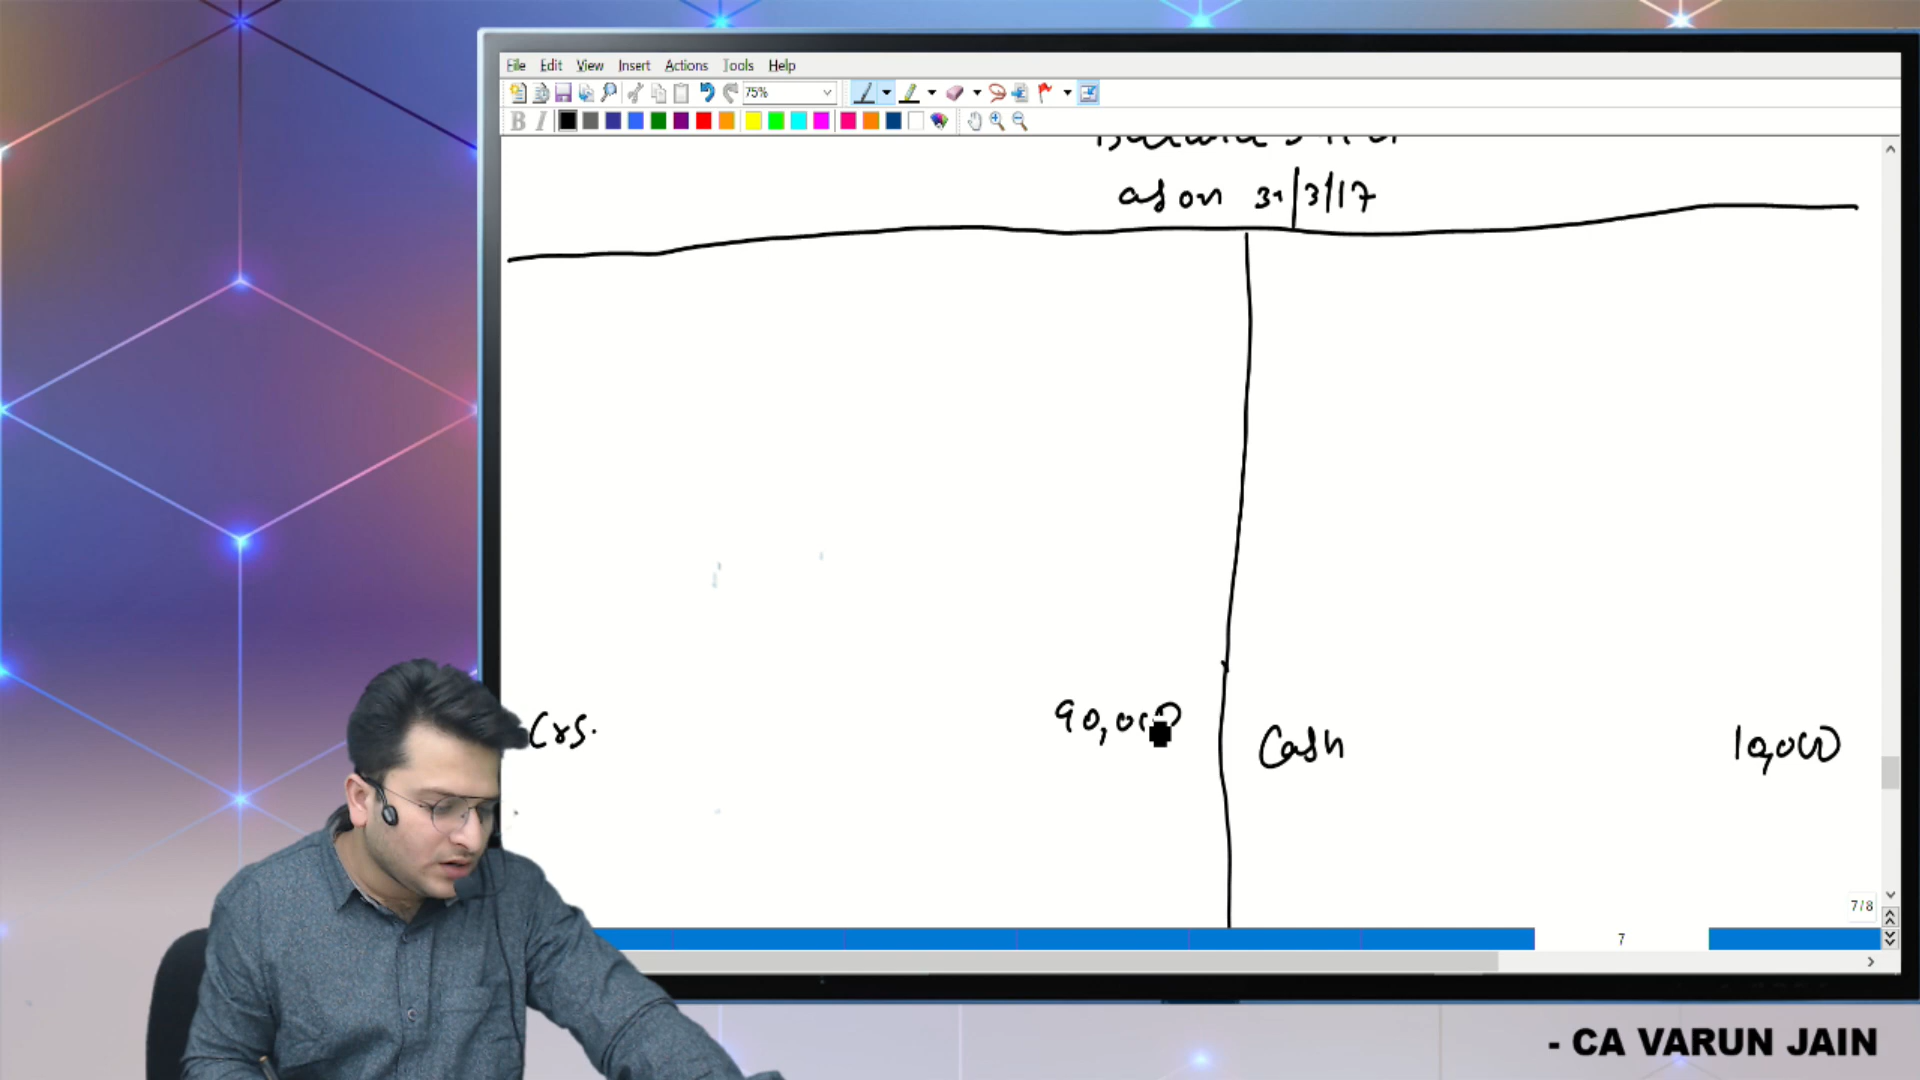 File Edit View Insert Actions Tools Help
75%
B I
as on 31/3/17
Crs. 90,000 Cash 10,000
7/8
7
- CA VARUN JAIN